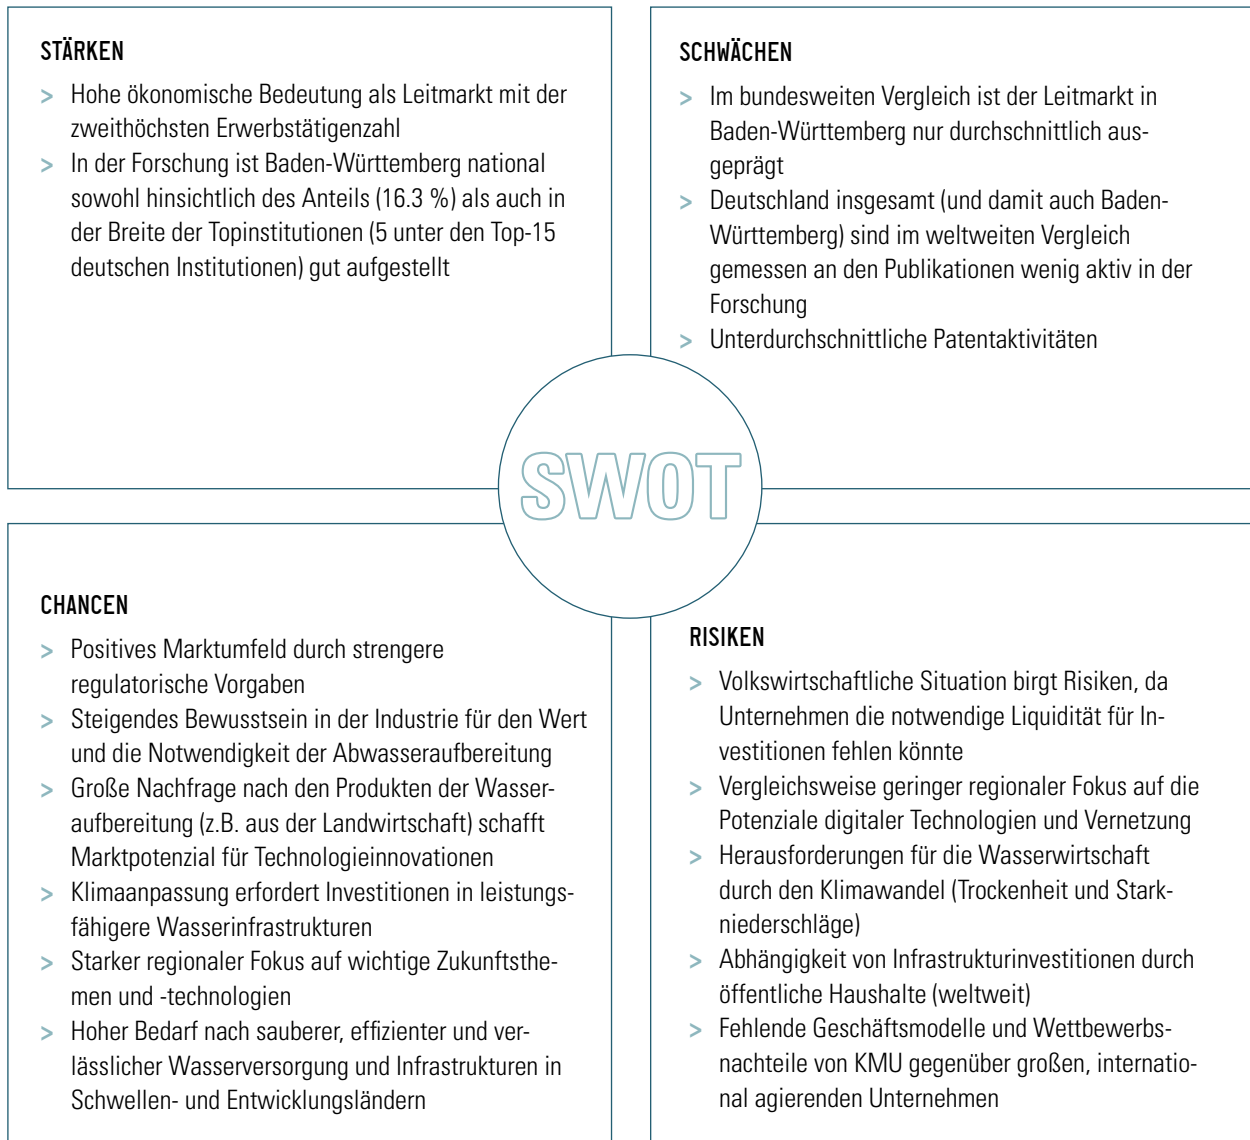 STÄRKEN
> Hohe ökonomische Bedeutung als Leitmarkt mit der
zweithöchsten Erwerbstätigenzahl
> In der Forschung ist Baden-Württemberg national
sowohl hinsichtlich des Anteils (16.3 %) als auch in
der Breite der Topinstitutionen (5 unter den Top-15
deutschen Institutionen) gut aufgestellt
SCHWÄCHEN
> Im bundesweiten Vergleich ist der Leitmarkt in
Baden-Württemberg nur durchschnittlich aus-
geprägt
> Deutschland insgesamt (und damit auch Baden-
Württemberg) sind im weltweiten Vergleich
gemessen an den Publikationen wenig aktiv in der
Forschung
> Unterdurchschnittliche Patentaktivitäten
SWOT
CHANCEN
> Positives Marktumfeld durch strengere
regulatorische Vorgaben
> Steigendes Bewusstsein in der Industrie für den Wert
und die Notwendigkeit der Abwasseraufbereitung
> Große Nachfrage nach den Produkten der Wasser-
aufbereitung (z.B. aus der Landwirtschaft) schafft
Marktpotenzial für Technologieinnovationen
> Klimaanpassung erfordert Investitionen in leistungs-
fähigere Wasserinfrastrukturen
> Starker regionaler Fokus auf wichtige Zukunftsthe-
men und -technologien
> Hoher Bedarf nach sauberer, effizienter und ver-
lässlicher Wasserversorgung und Infrastrukturen in
Schwellen- und Entwicklungsländern
RISIKEN
> Volkswirtschaftliche Situation birgt Risiken, da
Unternehmen die notwendige Liquidität für In-
vestitionen fehlen könnte
> Vergleichsweise geringer regionaler Fokus auf die
Potenziale digitaler Technologien und Vernetzung
> Herausforderungen für die Wasserwirtschaft
durch den Klimawandel (Trockenheit und Stark-
niederschläge)
> Abhängigkeit von Infrastrukturinvestitionen durch
öffentliche Haushalte (weltweit)
> Fehlende Geschäftsmodelle und Wettbewerbs-
nachteile von KMU gegenüber großen, internatio-
nal agierenden Unternehmen